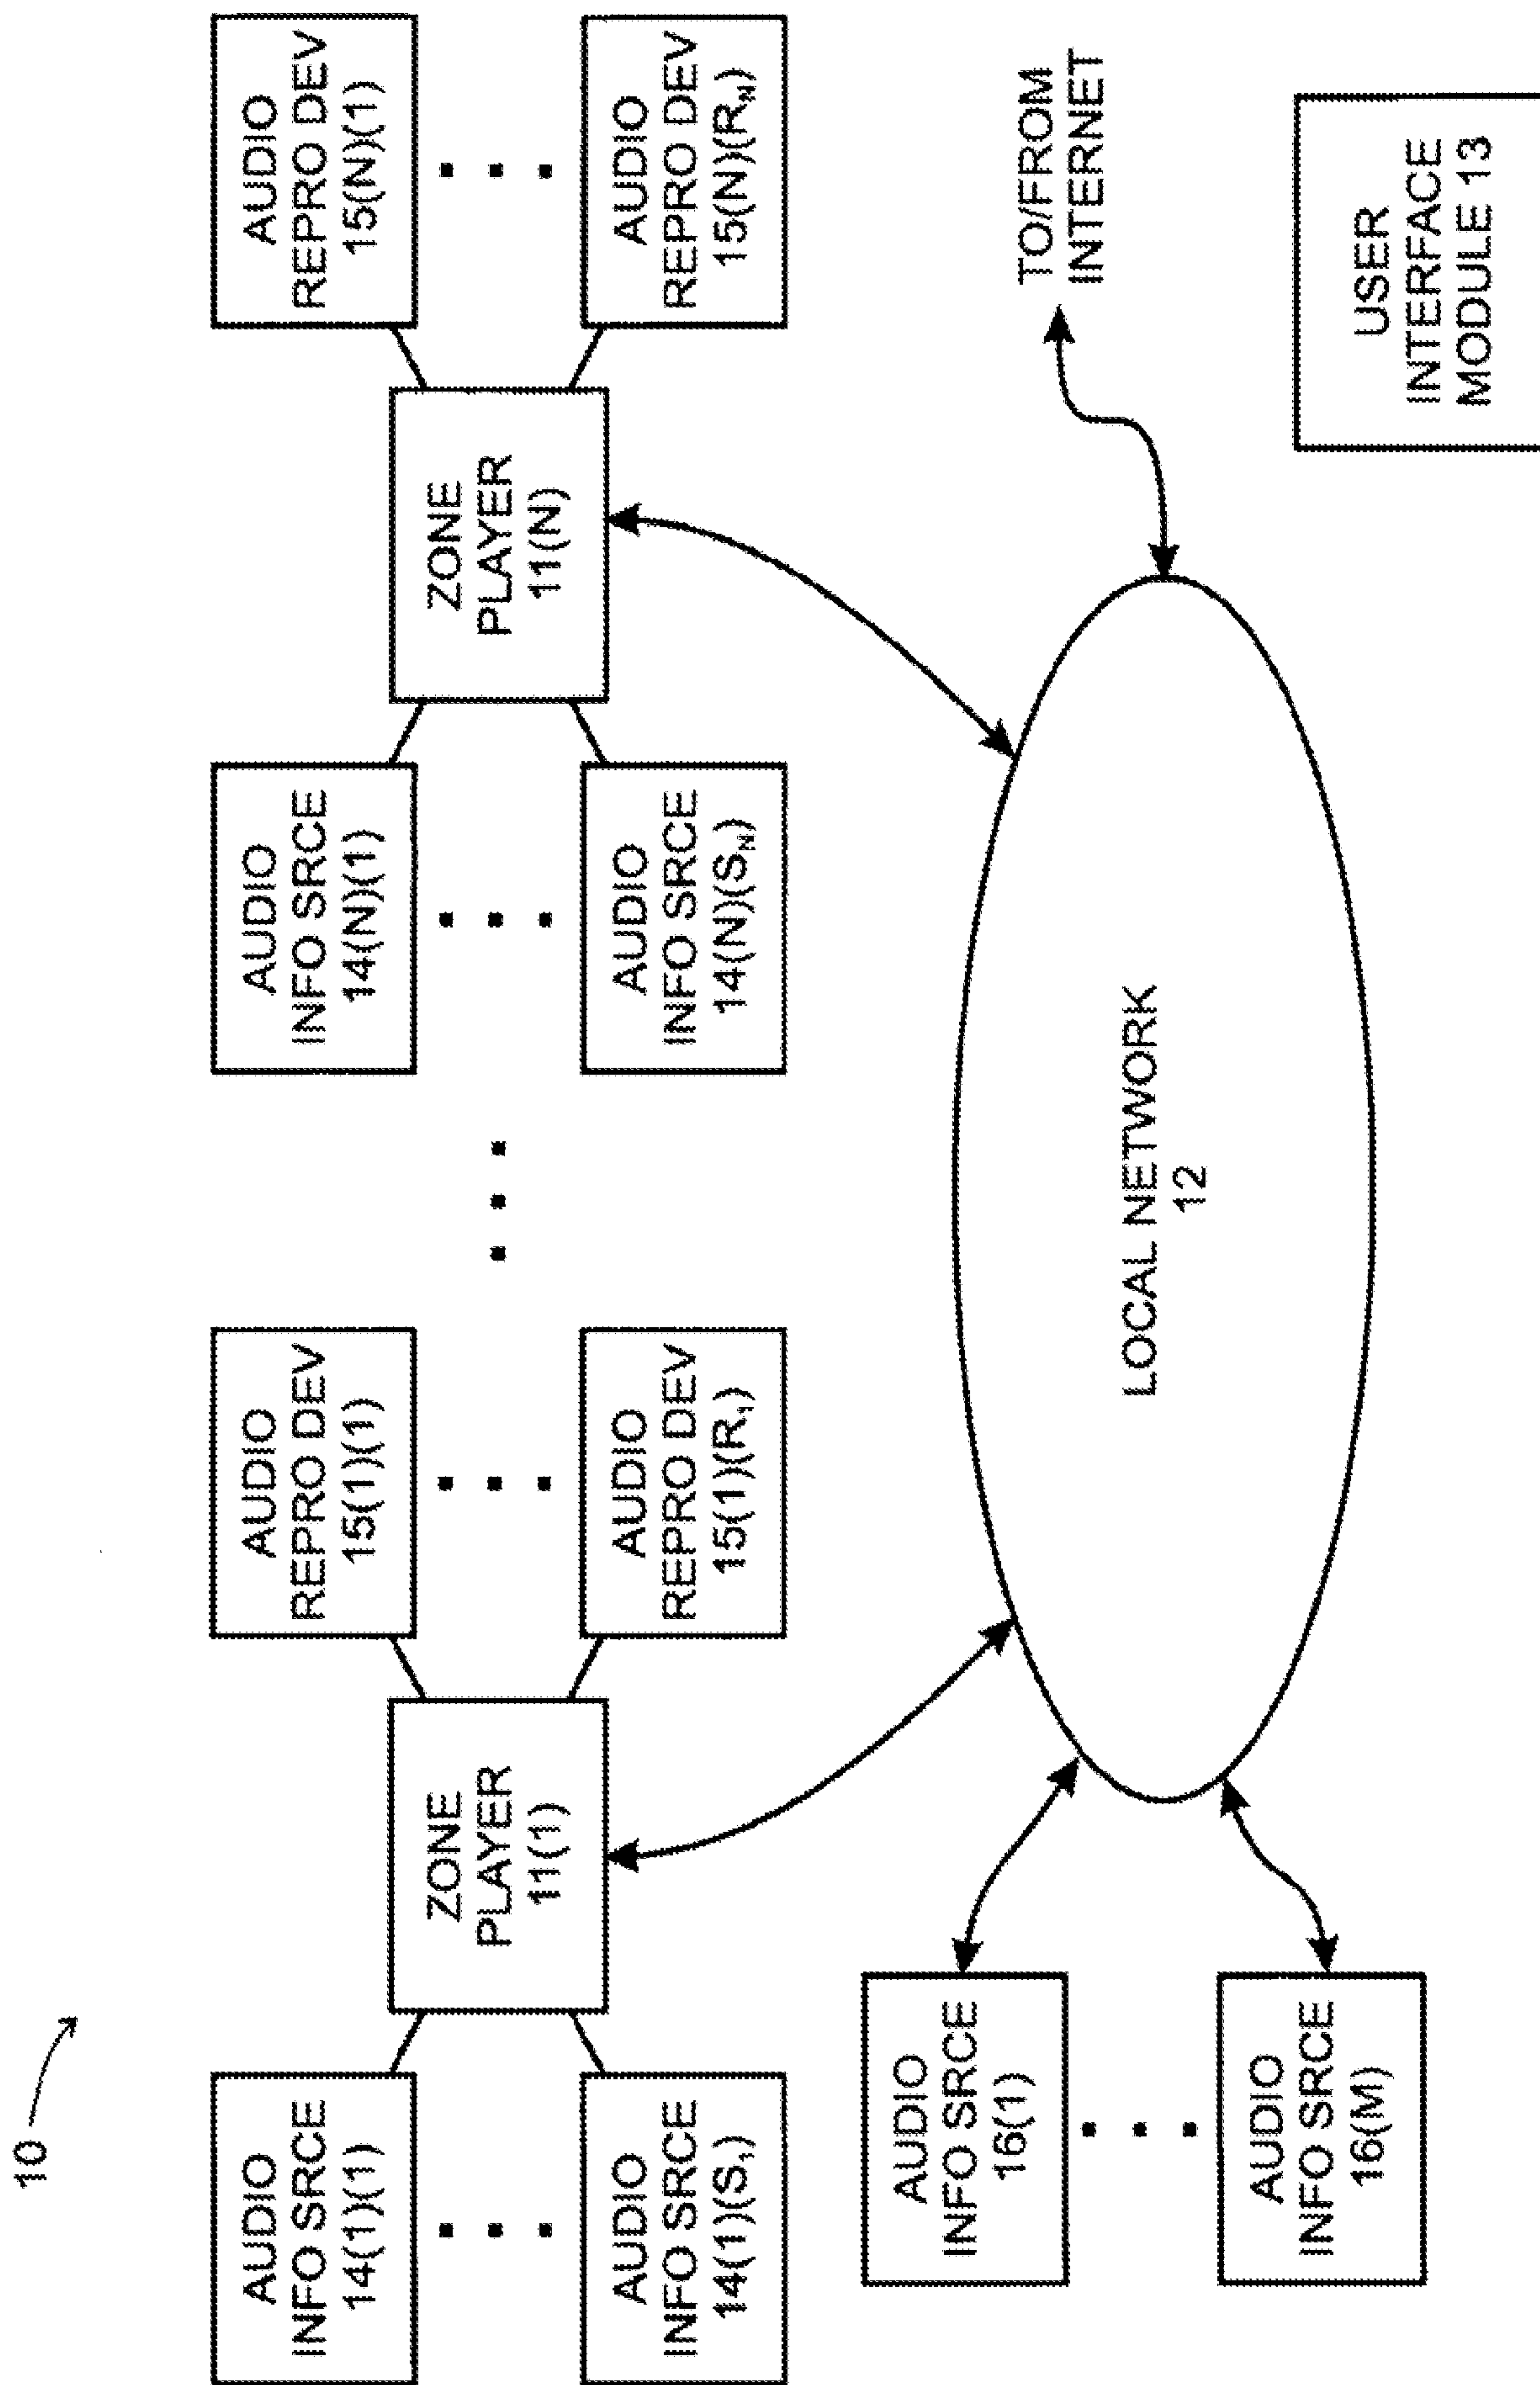 10
AUDIO
INFO SRCE
14(1)(1)
AUDIO
INFO SRCE
14(1)(S₁)
ZONE
PLAYER
11(1)
AUDIO
REPRO DEV
15(1)(1)
AUDIO
REPRO DEV
15(1)(R₁)
AUDIO
INFO SRCE
14(N)(1)
AUDIO
INFO SRCE
14(N)(S_N)
ZONE
PLAYER
11(N)
AUDIO
REPRO DEV
15(N)(1)
AUDIO
REPRO DEV
15(N)(R_N)
AUDIO
INFO SRCE
16(1)
AUDIO
INFO SRCE
16(M)
LOCAL NETWORK
12
TO/FROM
INTERNET
USER
INTERFACE
MODULE 13